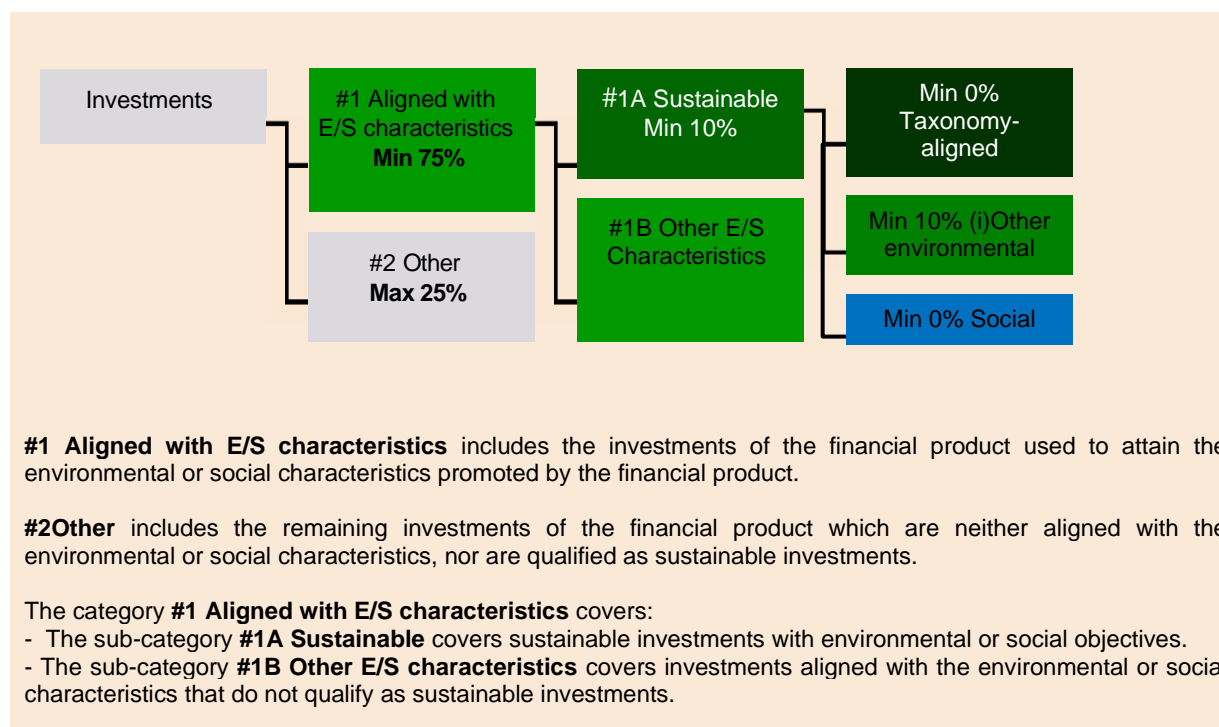 Investments
#1 Aligned with
E/S characteristics
Min 75%
#2 Other
Max 25%
#1A Sustainable
Min 10%
#1B Other E/S
Characteristics
Min 0%
Taxonomy-
aligned
Min 10% (i)Other
environmental
Min 0% Social
#1 Aligned with E/S characteristics includes the investments of the financial product used to attain the
environmental or social characteristics promoted by the financial product.
#2Other includes the remaining investments of the financial product which are neither aligned with the
environmental or social characteristics, nor are qualified as sustainable investments.
The category #1 Aligned with E/S characteristics covers:
- The sub-category #1A Sustainable covers sustainable investments with environmental or social objectives.
- The sub-category #1B Other E/S characteristics covers investments aligned with the environmental or social
characteristics that do not qualify as sustainable investments.